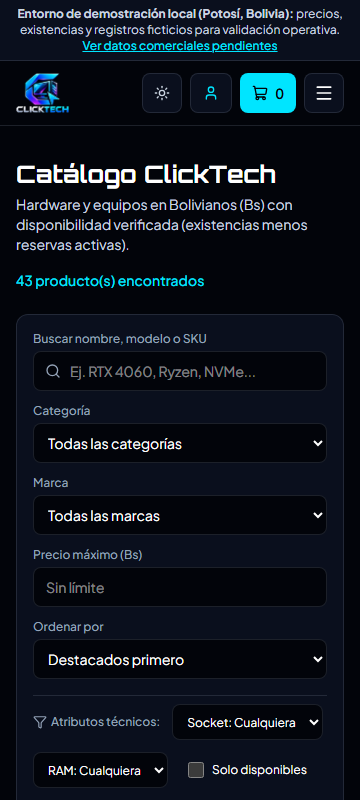 Entorno de demostración local (Potosí, Bolivia): precios,
existencias y registros ficticios para validación operativa.
Ver datos comerciales pendientes
CLICKTECH
0
Catálogo ClickTech
Hardware y equipos en Bolivianos (Bs) con
disponibilidad verificada (existencias menos
reservas activas).
43 producto(s) encontrados
Buscar nombre, modelo o SKU
Ej. RTX 4060, Ryzen, NVMe...
Categoría
Todas las categorías
Marca
Todas las marcas
Precio máximo (Bs)
Sin límite
Ordenar por
Destacados primero
Atributos técnicos:
Socket: Cualquiera
RAM: Cualquiera
Solo disponibles